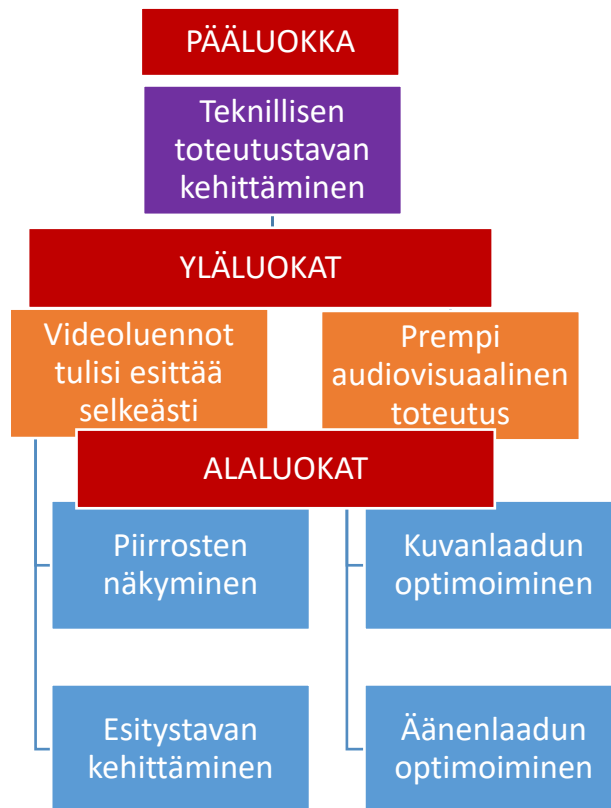 PÄÄLUOKKA
Teknillisen
toteutustavan
kehittäminen
YLÄLUOKAT
Videoluennot
tulisi esittää
selkeästi
Prempi
audiovisuaalinen
toteutus
ALALUOKAT
Piirrosten
näkyminen
Kuvanlaadun
optimoiminen
Esitystavan
kehittäminen
Äänenlaadun
optimoiminen